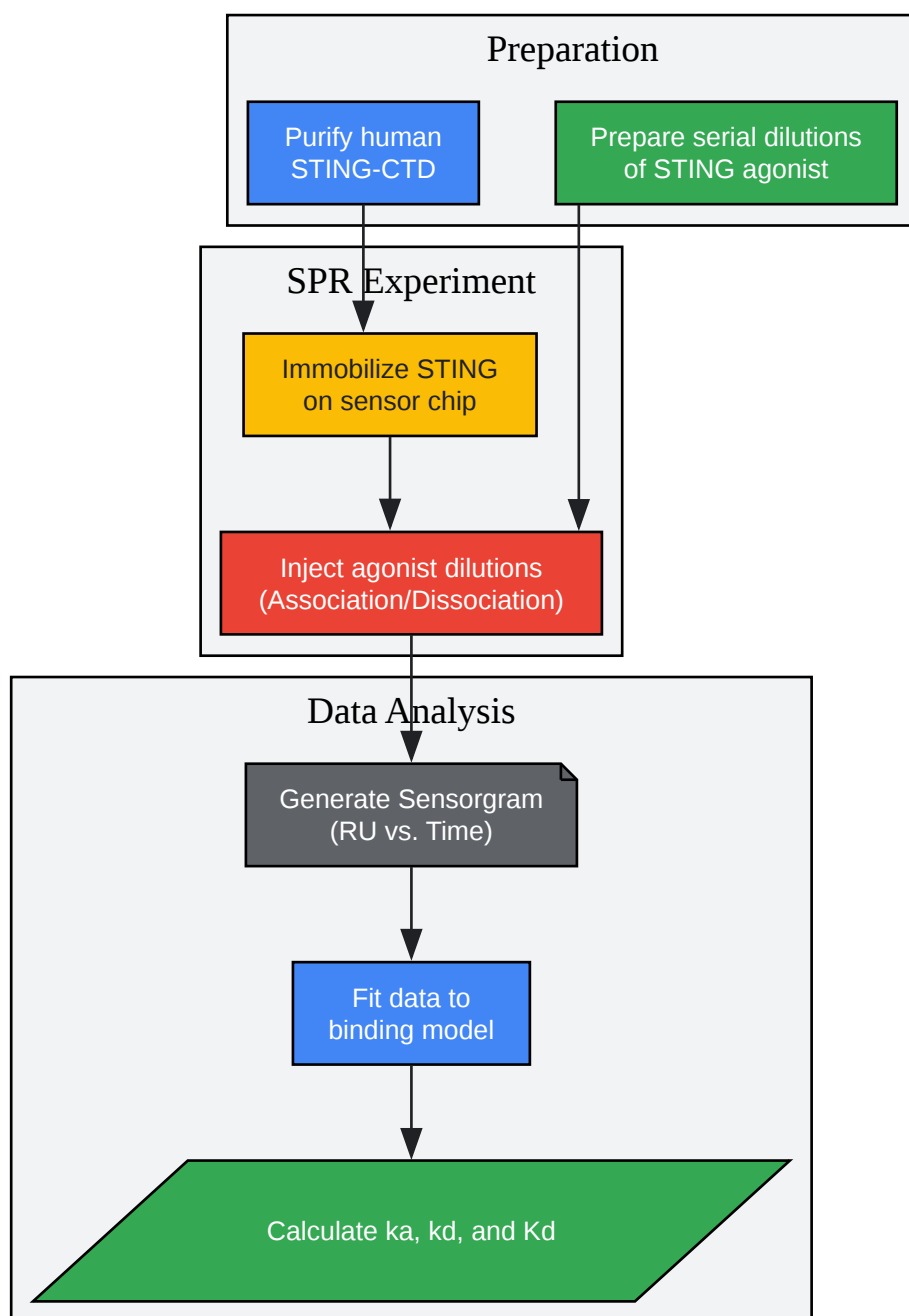 Preparation
Purify human
STING-CTD
Prepare serial dilutions
of STING agonist
SPR Experiment
Immobilize STING
on sensor chip
Inject agonist dilutions
(Association/Dissociation)
Data Analysis
Generate Sensorgram
(RU vs. Time)
Fit data to
binding model
Calculate ka, kd, and Kd